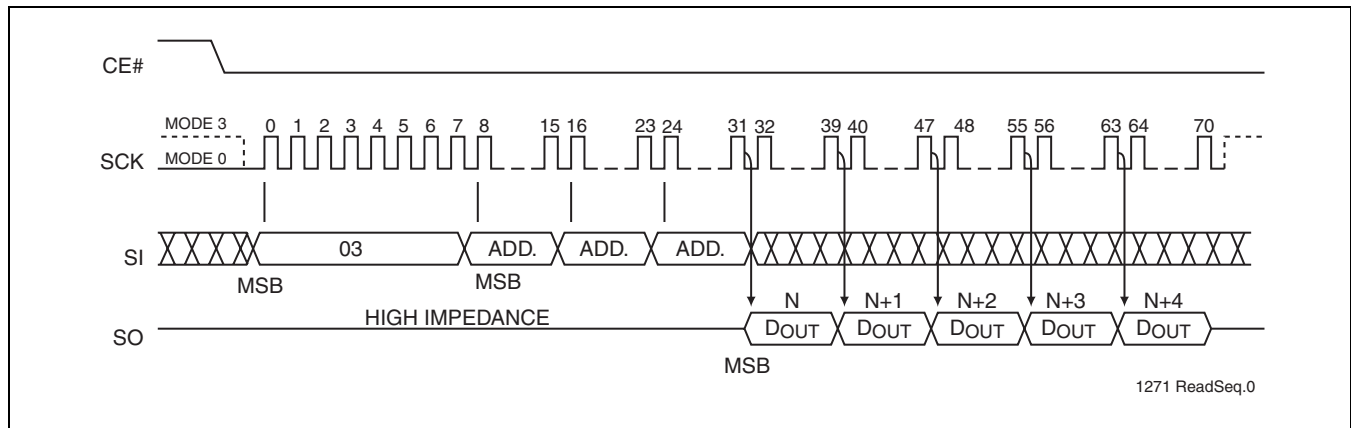 CE#
MODE 3 0 1 2 3 4 5 6 7 8 15 16 23 24 31 32 39 40 47 48 55 56 63 64 70
SCK
MODE 0
SI 03 ADD. ADD. ADD.
MSB MSB
N N+1 N+2 N+3 N+4
HIGH IMPEDANCE
SO DOUT DOUT DOUT DOUT DOUT
MSB
1271 ReadSeq.0